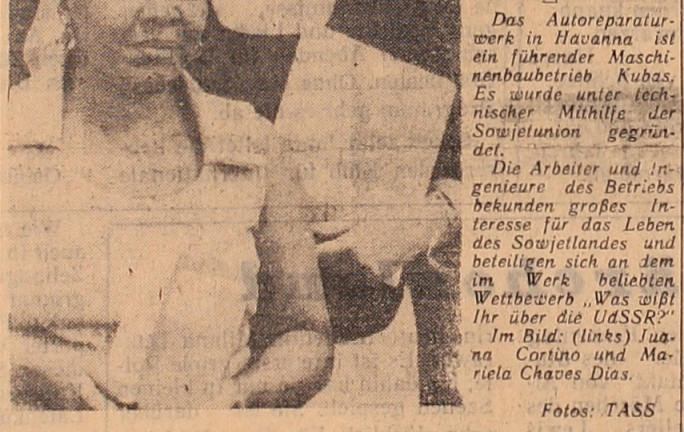 Das Autoreparatur-
werk in Havanna ist
ein führender Maschi-
nenbaubetrieb Kubas.
Es wurde unter tech-
nischer Mithilfe der
Sowjetunion gegrün-
det.
Die Arbeiter und In-
genieure des Betriebs
bekunden großes In-
teresse für das Leben
des Sowjetlandes und
beteiligen sich an dem
im Werk beliebten
Wettbewerb „Was wißt
Ihr über die UdSSR?"
Im Bild: (links) Jua-
na Cortino und Ma-
riela Chaves Dias.
Fotos: TASS